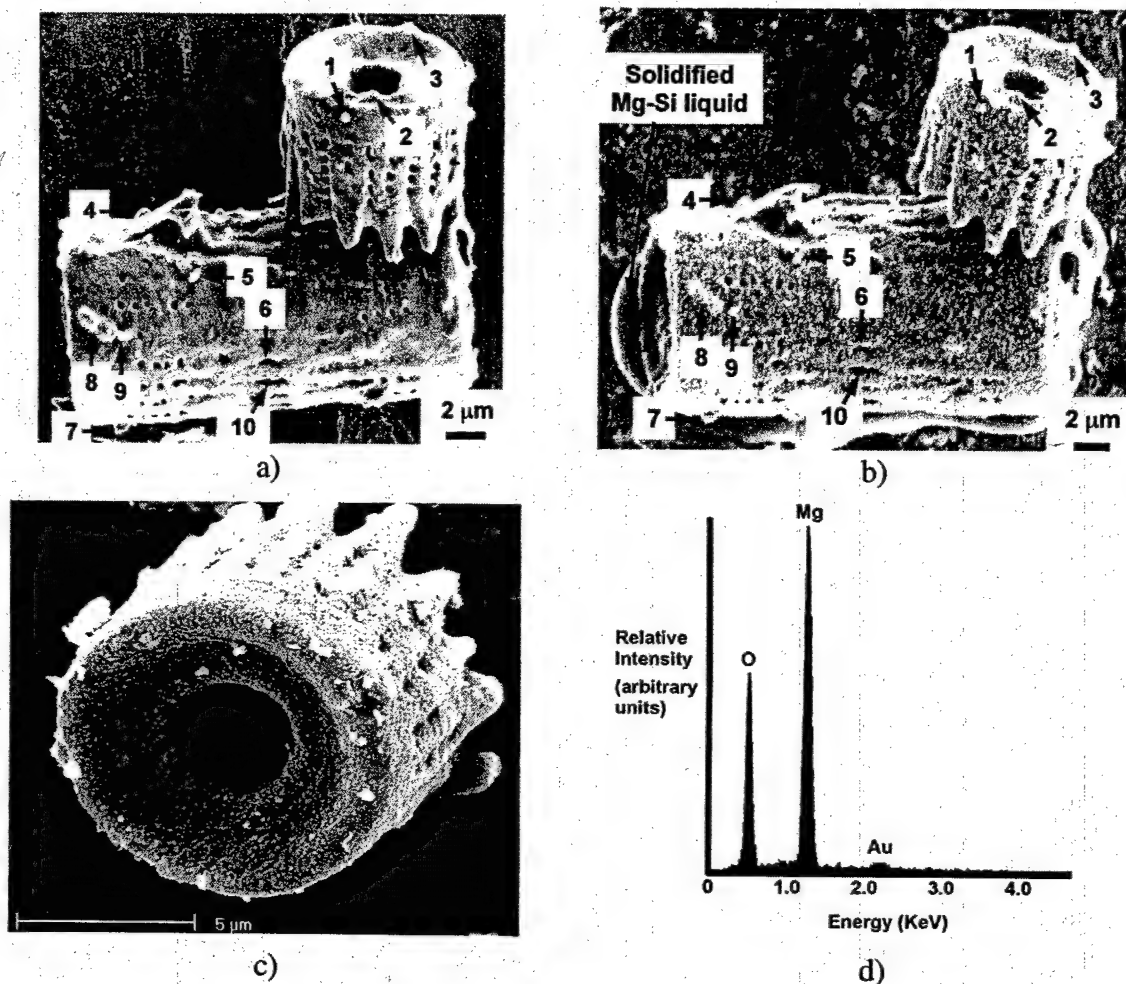 1
3
2
4
5
6
8
9
7
10
2 μm
a)
Solidified
Mg-Si liquid
1
3
2
4
5
6
8
9
7
10
2 μm
b)
5 μm
c)
Mg
Relative
Intensity
(arbitrary
units)
O
Au
0 1.0 2.0 3.0 4.0
Energy (KeV)
d)